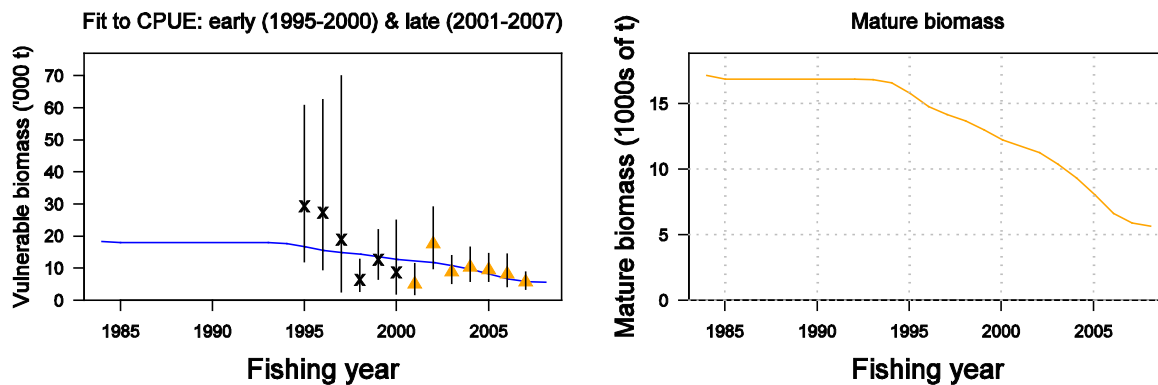 Fit to CPUE: early (1995-2000) & late (2001-2007)
Vulnerable biomass ('000 t)
70
60
50
40
30
20
10
0
1985 1990 1995 2000 2005
Fishing year
Mature biomass
Mature biomass (1000s of t)
15
10
5
0
1985 1990 1995 2000 2005
Fishing year